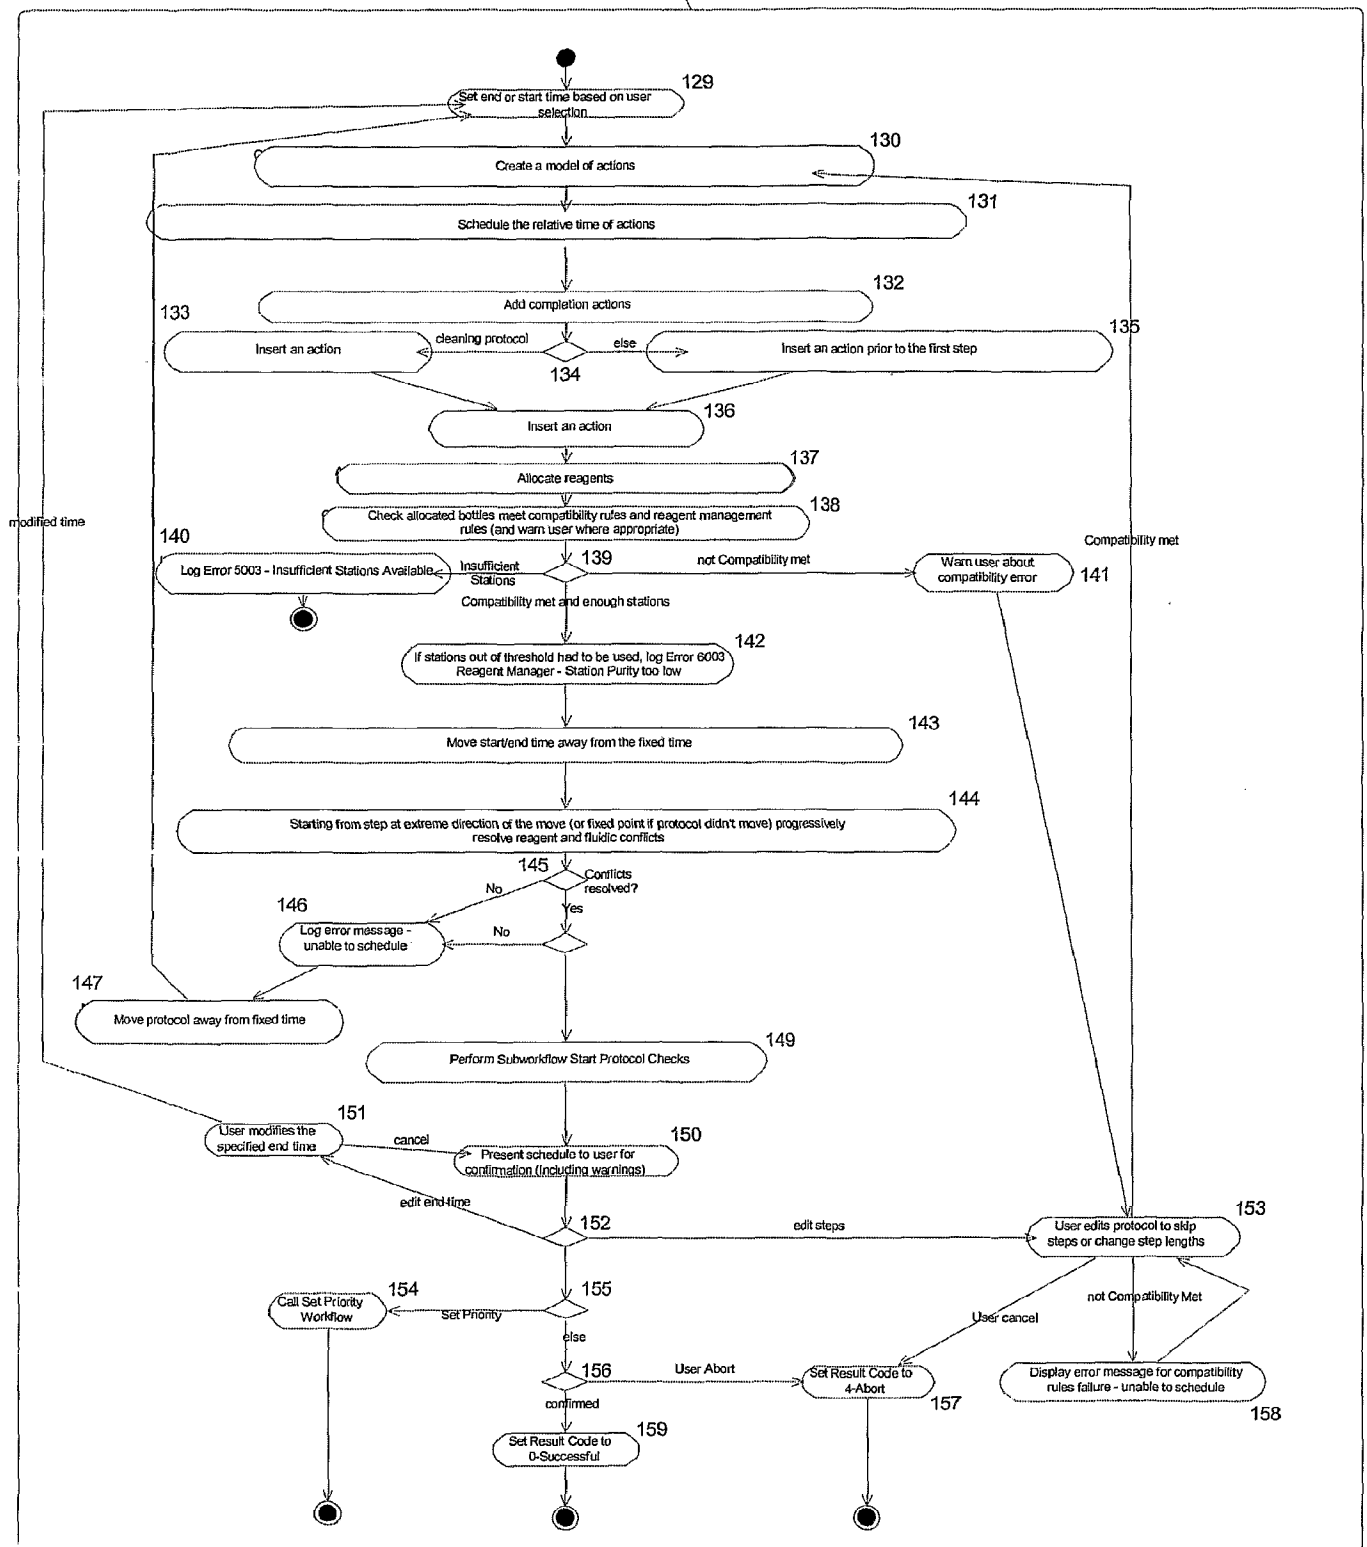 129
Set end or start time based on user
selection
130
Create a model of actions
131
Schedule the relative time of actions
132
Add completion actions
133
135
Insert an action
cleaning protocol
else
Insert an action prior to the first step
134
136
Insert an action
137
Allocate reagents
138
Check allocated bottles meet compatibility rules and reagent management
rules (and warn user where appropriate)
modified time
140
139
Compatibility met
Log Error 5003 - Insufficient Stations Available
Insufficient
Stations
not Compatibility met
Warn user about
compatibility error
141
Compatibility met and enough stations
142
If stations out of threshold had to be used, log Error 6003
Reagent Manager - Station Purity too low
143
Move start/end time away from the fixed time
144
Starting from step at extreme direction of the move (or fixed point if protocol didn't move) progressively
resolve reagent and fluidic conflicts
145
Conflicts
resolved?
No
Yes
146
Log error message -
unable to schedule
No
147
Move protocol away from fixed time
149
Perform Subworkflow Start Protocol Checks
151
User modifies the
specified end time
cancel
150
Present schedule to user for
confirmation (including warnings)
edit end time
152
edit steps
153
User edits protocol to skip
steps or change step lengths
154
Call Set Priority
Workflow
Set Priority
155
else
not Compatibility Met
User cancel
156
User Abort
Set Result Code to
4-Abort
157
Display error message for compatibility
rules failure - unable to schedule
158
confirmed
159
Set Result Code to
0-Successful